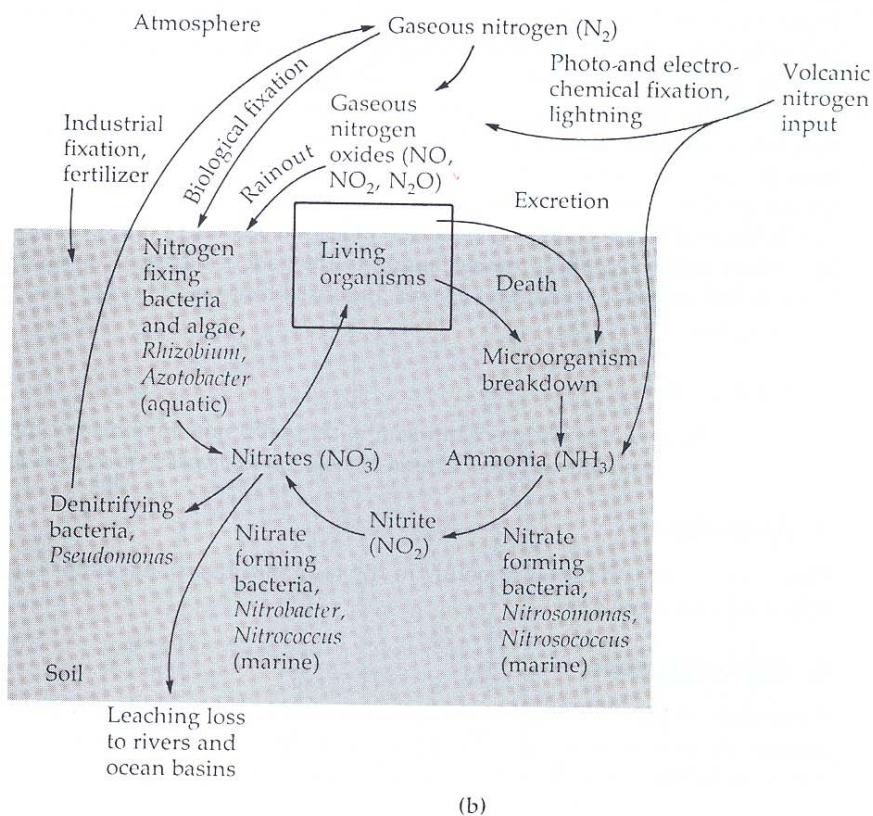 Atmosphere
Gaseous nitrogen (N₂)
Photo-and electro-
chemical fixation,
lightning
Volcanic
nitrogen
input
Industrial
fixation,
fertilizer
Biological fixation
Rainout
Gaseous
nitrogen
oxides (NO,
NO₂, N₂O)
Excretion
Nitrogen
fixing
bacteria
and algae,
Rhizobium,
Azotobacter
(aquatic)
Living
organisms
Death
Microorganism
breakdown
Nitrates (NO₃⁻)
Ammonia (NH₃)
Denitrifying
bacteria,
Pseudomonas
Nitrite
(NO₂)
Nitrate
forming
bacteria,
Nitrobacter,
Nitrococcus
(marine)
Nitrate
forming
bacteria,
Nitrosomonas,
Nitrosococcus
(marine)
Soil
Leaching loss
to rivers and
ocean basins
(b)